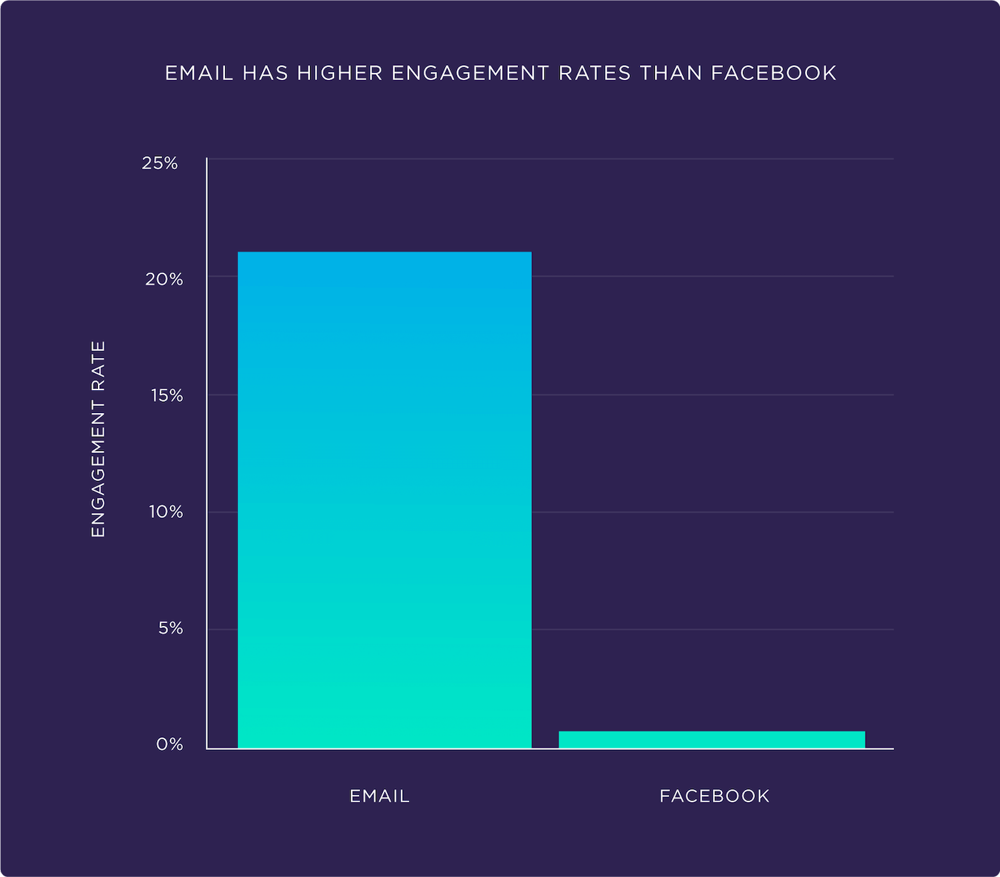 EMAIL HAS HIGHER ENGAGEMENT RATES THAN FACEBOOK
25%
20%
15%
10%
5%
0%
ENGAGEMENT RATE
EMAIL
FACEBOOK